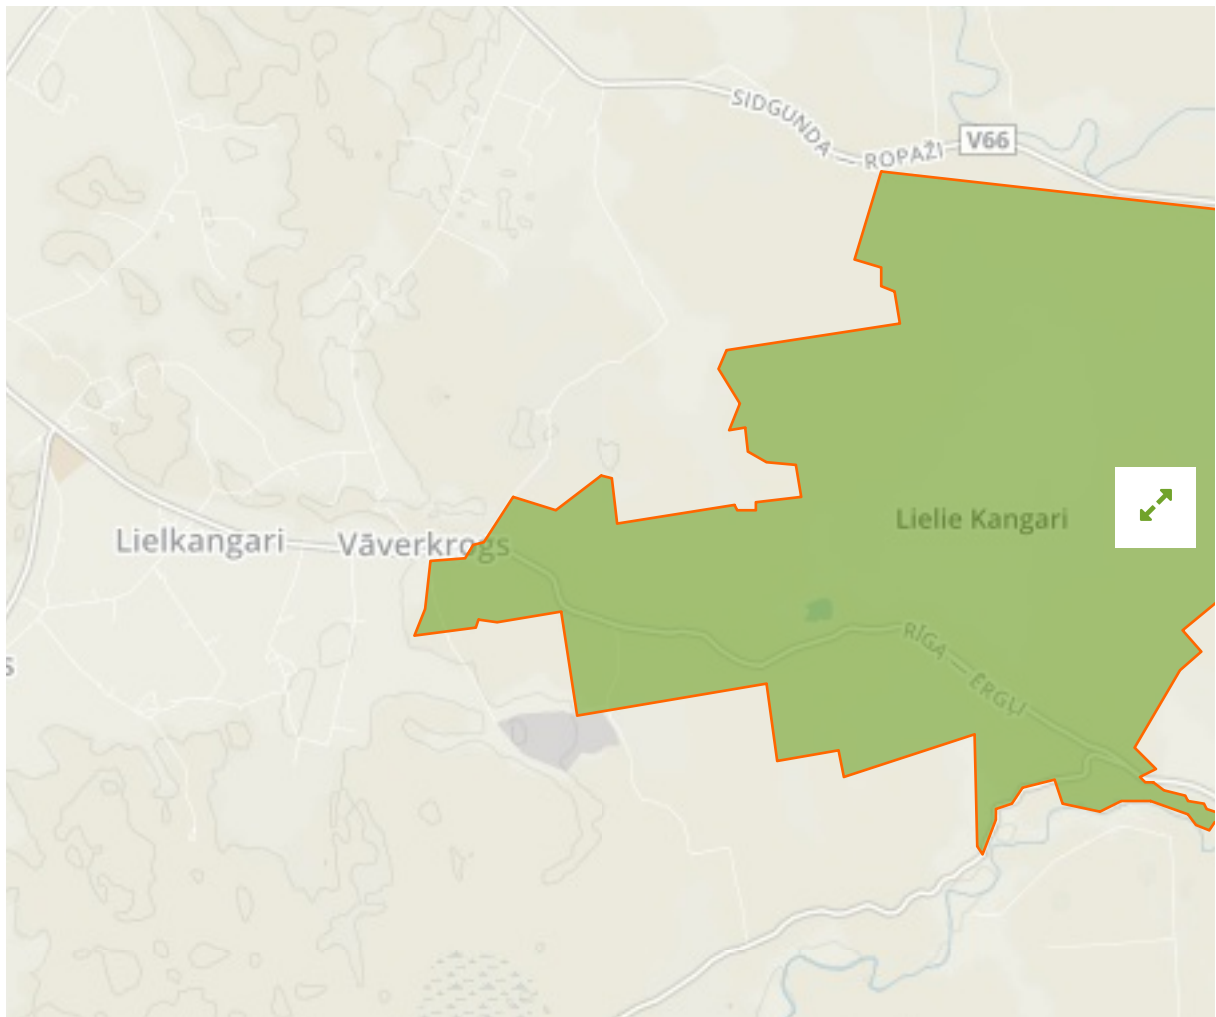 SIDGUNDA — ROPAŽI
V66
Lielie Kangari
Lielkangari
Vāverkrogs
RĪGA — ĒRGĻI
s